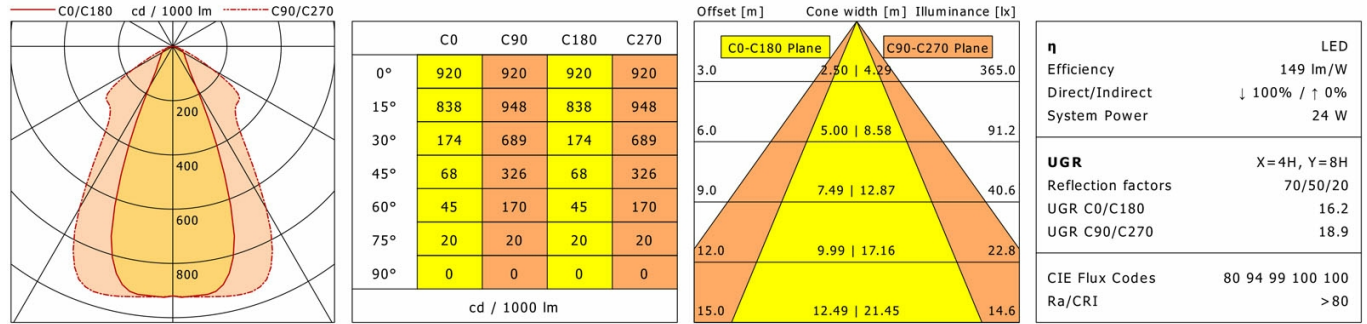 C0/C180 cd / 1000 lm C90/C270
200
400
600
800
C0 C90 C180 C270
0° 920 920 920 920
15° 838 948 838 948
30° 174 689 174 689
45° 68 326 68 326
60° 45 170 45 170
75° 20 20 20 20
90° 0 0 0 0
cd / 1000 lm
Offset [m] Cone width [m] Illuminance [lx]
C0-C180 Plane C90-C270 Plane
3.0 2.50 | 4.29 365.0
6.0 5.00 | 8.58 91.2
9.0 7.49 | 12.87 40.6
12.0 9.99 | 17.16 22.8
15.0 12.49 | 21.45 14.6
η LED
Efficiency 149 lm/W
Direct/Indirect ↓ 100% / ↑ 0%
System Power 24 W
UGR X=4H, Y=8H
Reflection factors 70/50/20
UGR C0/C180 16.2
UGR C90/C270 18.9
CIE Flux Codes 80 94 99 100 100
Ra/CRI >80